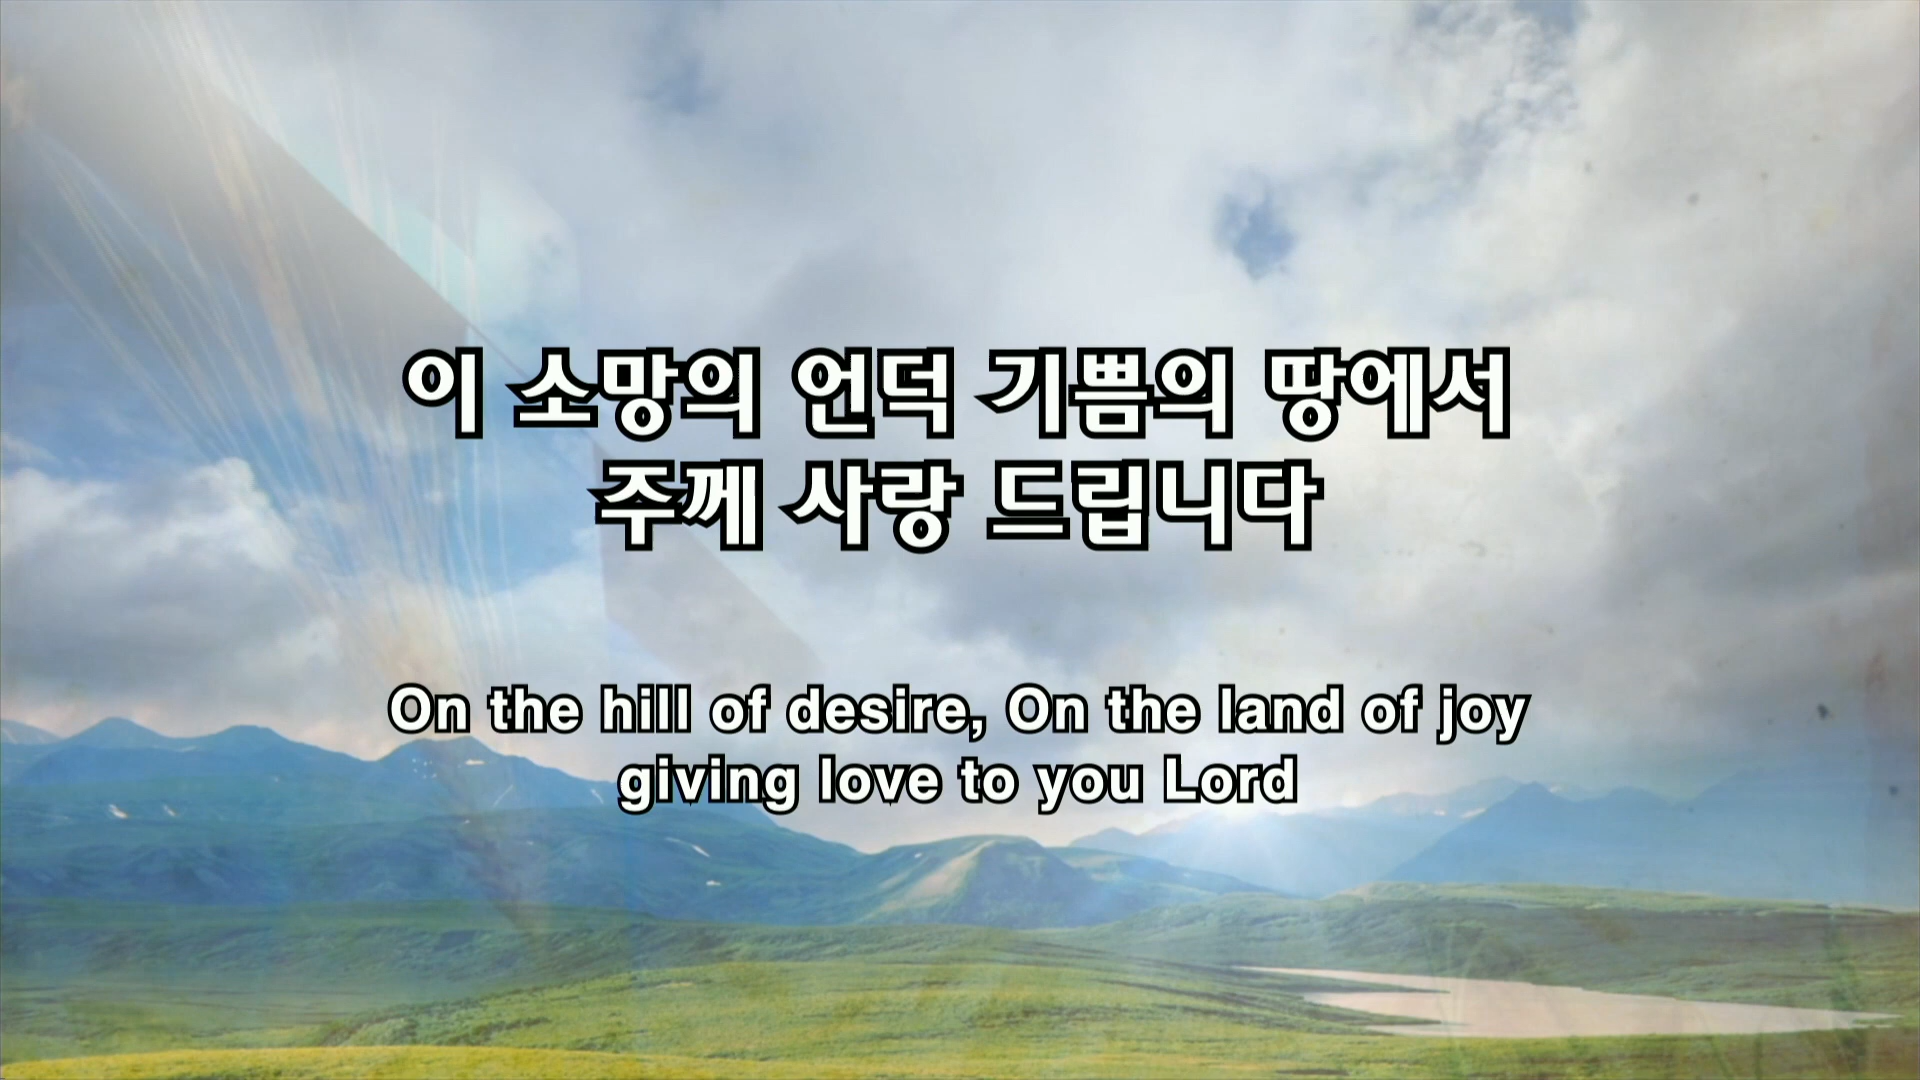 이 소망의 언덕 기쁨의 땅에서
주께 사랑 드립니다
On the hill of desire, On the land of joy
giving love to you Lord